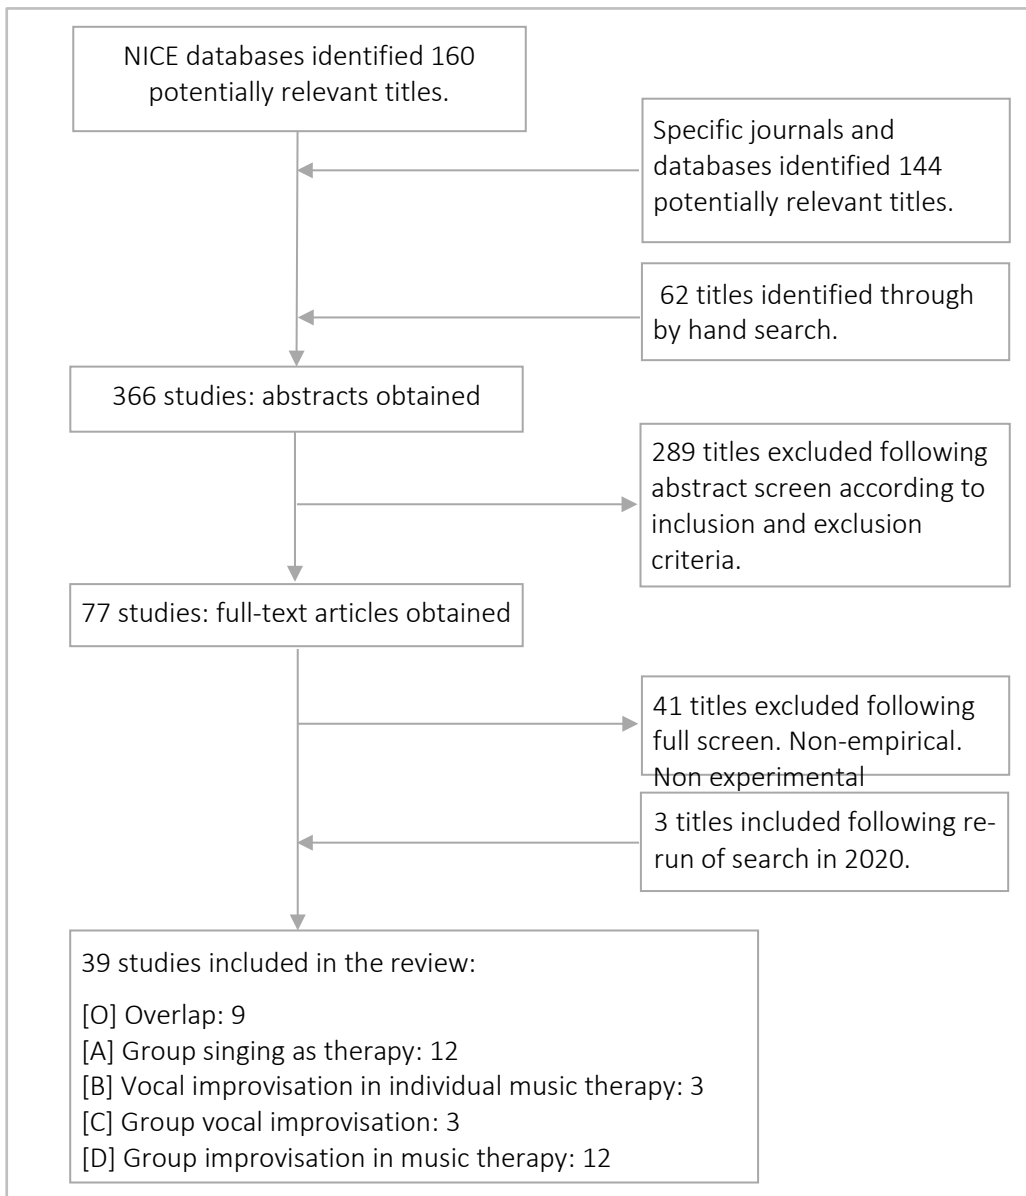 NICE databases identified 160
potentially relevant titles.
Specific journals and
databases identified 144
potentially relevant titles.
62 titles identified through
by hand search.
366 studies: abstracts obtained
289 titles excluded following
abstract screen according to
inclusion and exclusion
criteria.
77 studies: full-text articles obtained
41 titles excluded following
full screen. Non-empirical.
Non experimental
3 titles included following re-
run of search in 2020.
39 studies included in the review:
[O] Overlap: 9
[A] Group singing as therapy: 12
[B] Vocal improvisation in individual music therapy: 3
[C] Group vocal improvisation: 3
[D] Group improvisation in music therapy: 12